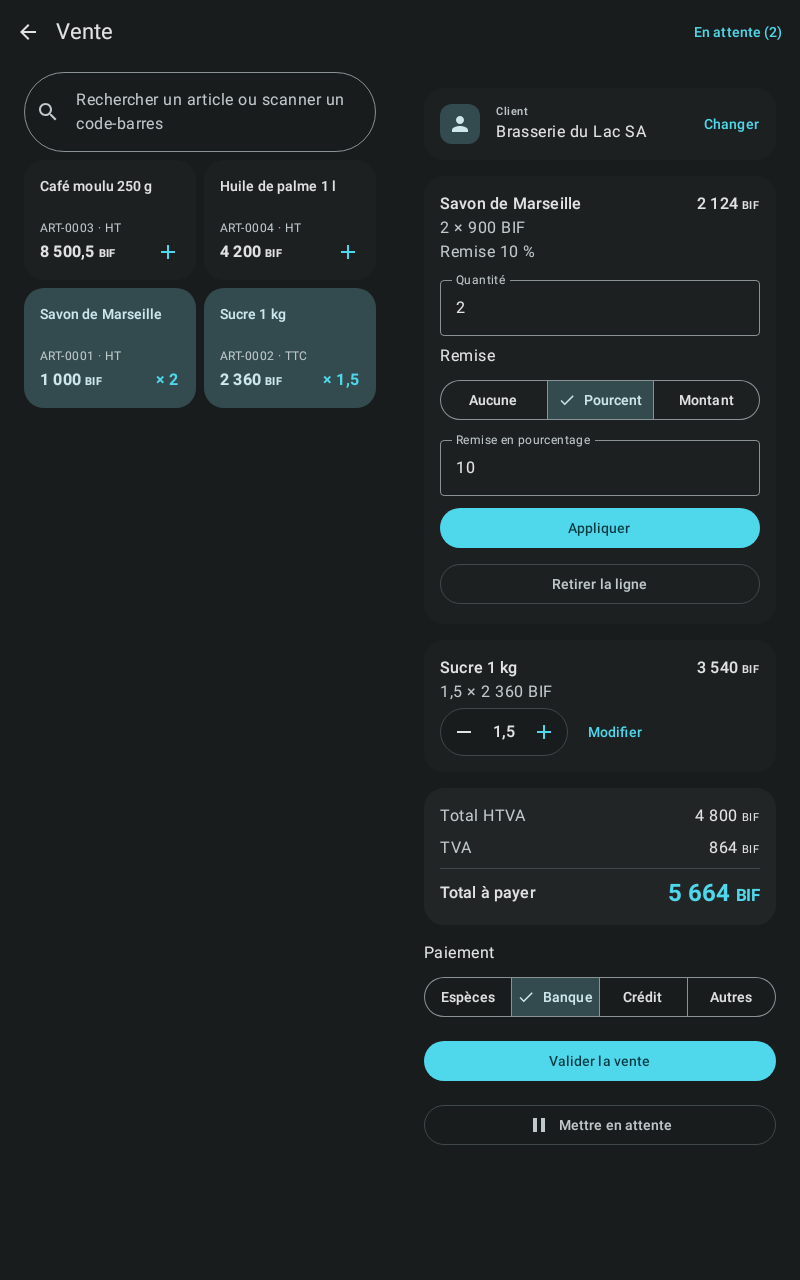 Vente
En attente (2)
Rechercher un article ou scanner un
code-barres
Café moulu 250 g
ART-0003 · HT
8 500,5 BIF
Huile de palme 1 l
ART-0004 · HT
4 200 BIF
Savon de Marseille
ART-0001 · HT
1 000 BIF × 2
Sucre 1 kg
ART-0002 · TTC
2 360 BIF × 1,5
Client
Brasserie du Lac SA
Changer
Savon de Marseille 2 124 BIF
2 × 900 BIF
Remise 10 %
Quantité
2
Remise
Aucune Pourcent Montant
Remise en pourcentage
10
Appliquer
Retirer la ligne
Sucre 1 kg 3 540 BIF
1,5 × 2 360 BIF
1,5 Modifier
Total HTVA 4 800 BIF
TVA 864 BIF
Total à payer 5 664 BIF
Paiement
Espèces Banque Crédit Autres
Valider la vente
Mettre en attente